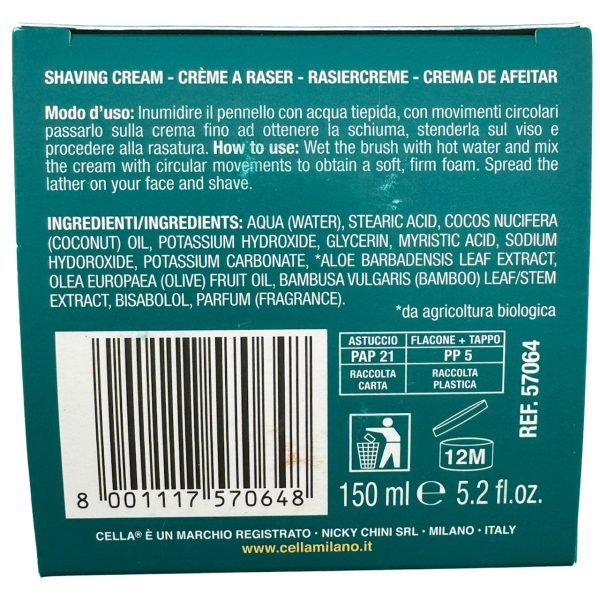 SHAVING CREAM - CRÈME A RASER - RASIERCREME - CREMA DE AFEITAR
Modo d'uso: Inumidire il pennello con acqua tiepida, con movimenti circolari
passarlo sulla crema fino ad ottenere la schiuma, stenderla sul viso e
procedere alla rasatura. How to use: Wet the brush with hot water and mix
the cream with circular movements to obtain a soft, firm foam. Spread the
lather on your face and shave.
INGREDIENTI/INGREDIENTS: AQUA (WATER), STEARIC ACID, COCOS NUCIFERA
(COCONUT) OIL, POTASSIUM HYDROXIDE, GLYCERIN, MYRISTIC ACID, SODIUM
HYDOROXIDE, POTASSIUM CARBONATE, *ALOE BARBADENSIS LEAF EXTRACT,
OLEA EUROPAEA (OLIVE) FRUIT OIL, BAMBUSA VULGARIS (BAMBOO) LEAF/STEM
EXTRACT, BISABOLOL, PARFUM (FRAGRANCE).
*da agricoltura biologica
ASTUCCIO FLACONE + TAPPO
PAP 21 PP 5
RACCOLTA RACCOLTA
CARTA PLASTICA
REF. 57064
12M
8 001117 570648
150 ml e 5.2 fl.oz.
CELLA® È UN MARCHIO REGISTRATO - NICKY CHINI SRL - MILANO - ITALY
www.cellamilano.it